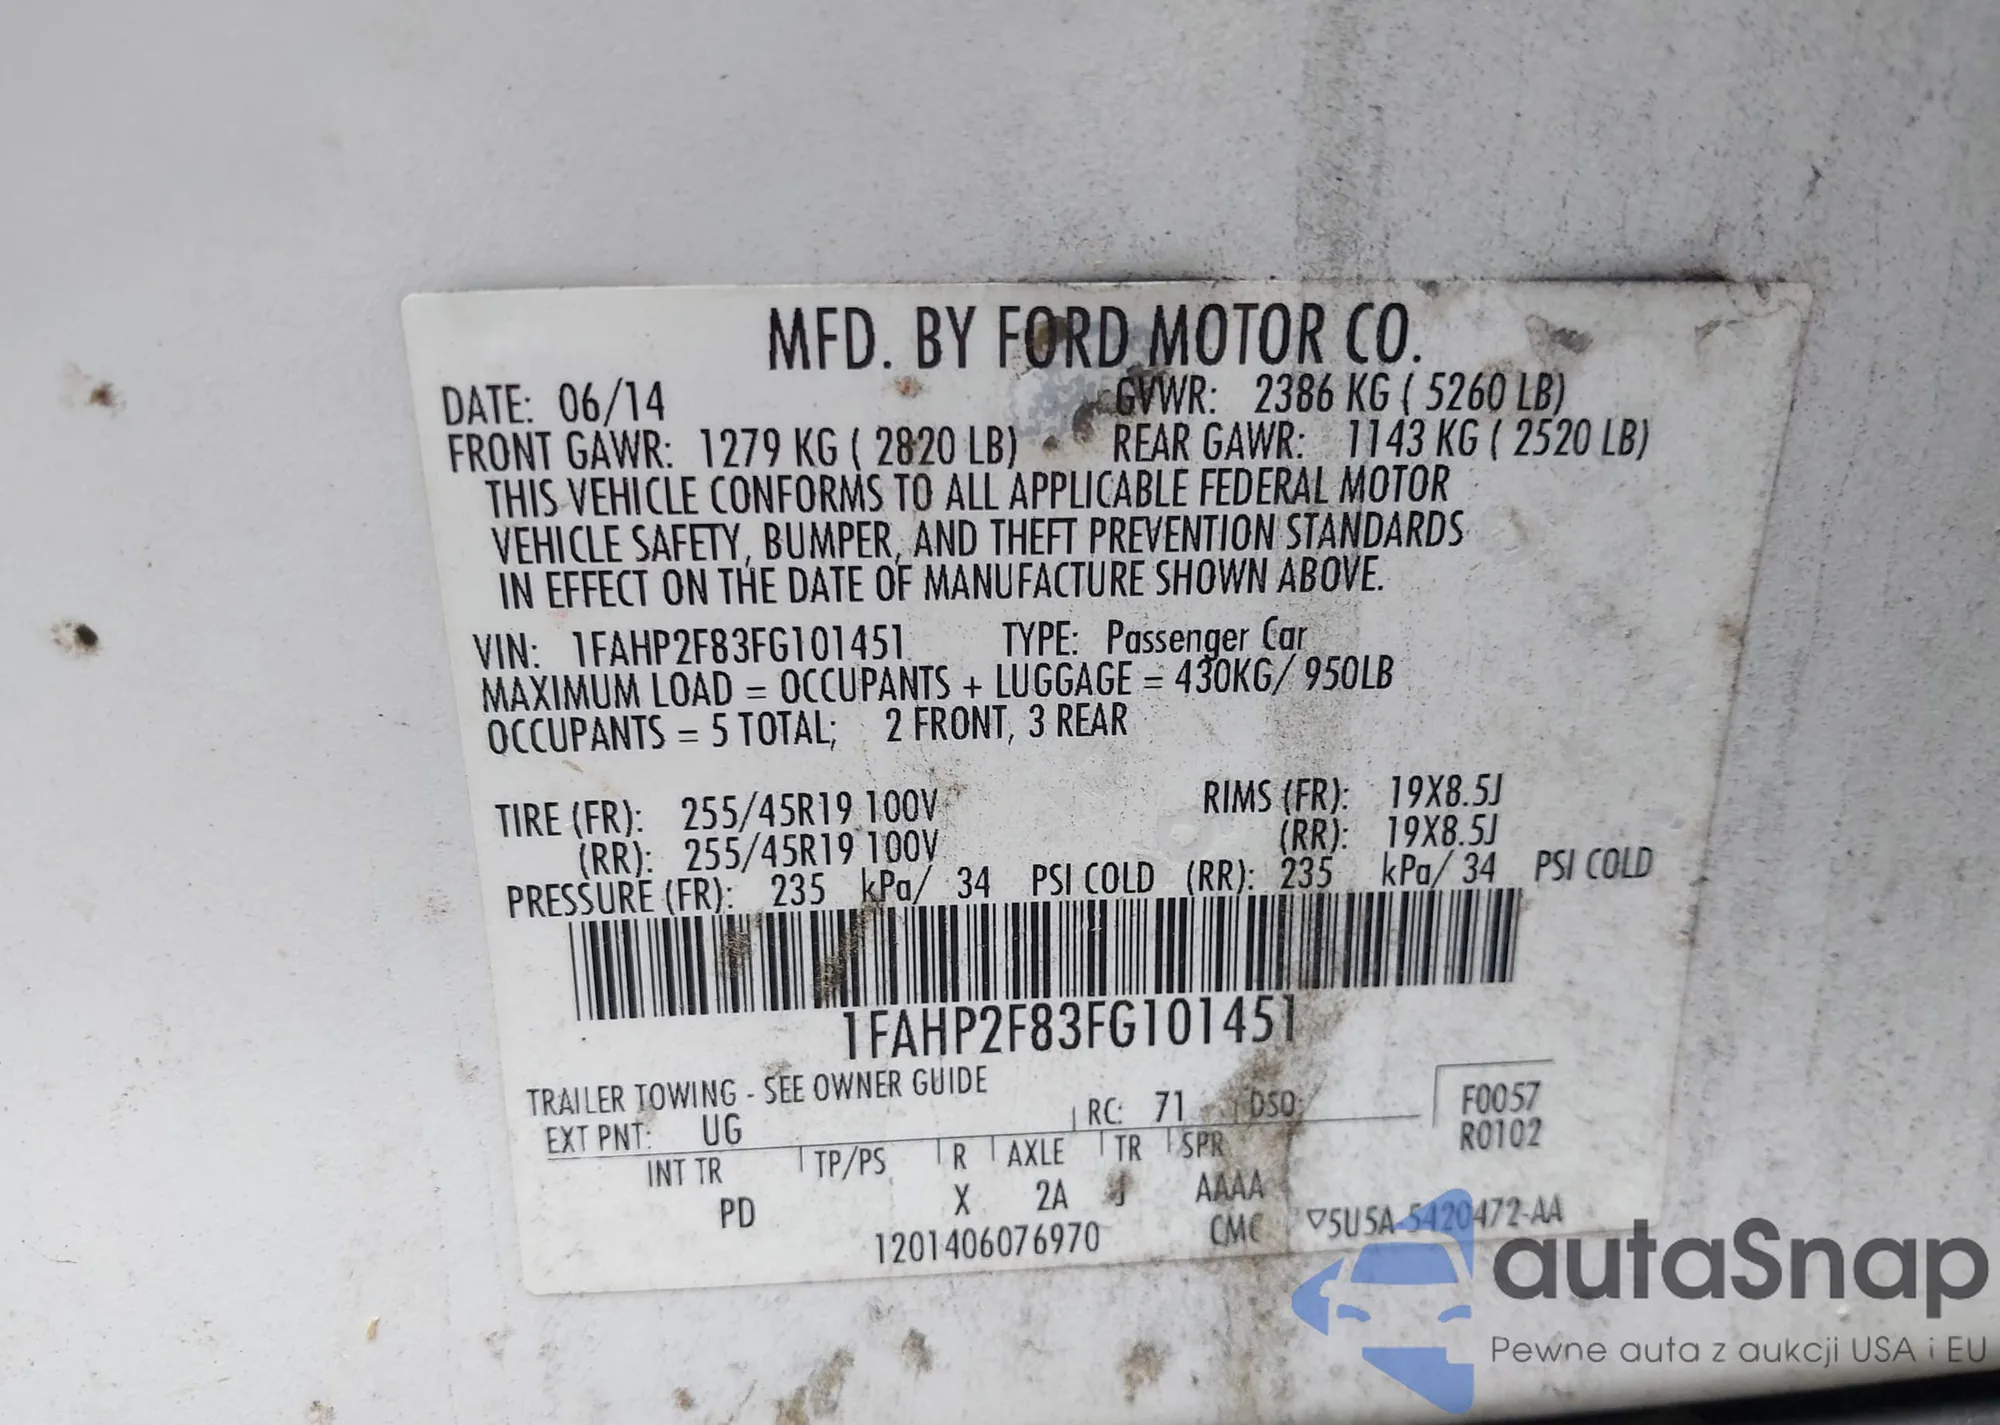 MFD. BY FORD MOTOR CO.
DATE: 06/14 GVWR: 2386 KG ( 5260 LB)
FRONT GAWR: 1279 KG ( 2820 LB) REAR GAWR: 1143 KG ( 2520 LB)
THIS VEHICLE CONFORMS TO ALL APPLICABLE FEDERAL MOTOR
VEHICLE SAFETY, BUMPER, AND THEFT PREVENTION STANDARDS
IN EFFECT ON THE DATE OF MANUFACTURE SHOWN ABOVE.
VIN: 1FAHP2F83FG101451 TYPE: Passenger Car
MAXIMUM LOAD = OCCUPANTS + LUGGAGE = 430KG/ 950LB
OCCUPANTS = 5 TOTAL; 2 FRONT, 3 REAR
TIRE (FR): 255/45R19 100V RIMS (FR): 19X8.5J
(RR): 255/45R19 100V (RR): 19X8.5J
PRESSURE (FR): 235 kPa/ 34 PSI COLD (RR): 235 kPa/ 34 PSI COLD
1FAHP2F83FG101451
TRAILER TOWING - SEE OWNER GUIDE
EXT PNT: UG RC: 71 DSO: F0057
R0102
INT TR TP/PS R AXLE TR SPR
PD X 2A J AAAA
1201406076970 CMC ▽5U5A-5420472-AA
autaSnap
Pewne auta z aukcji USA i EU